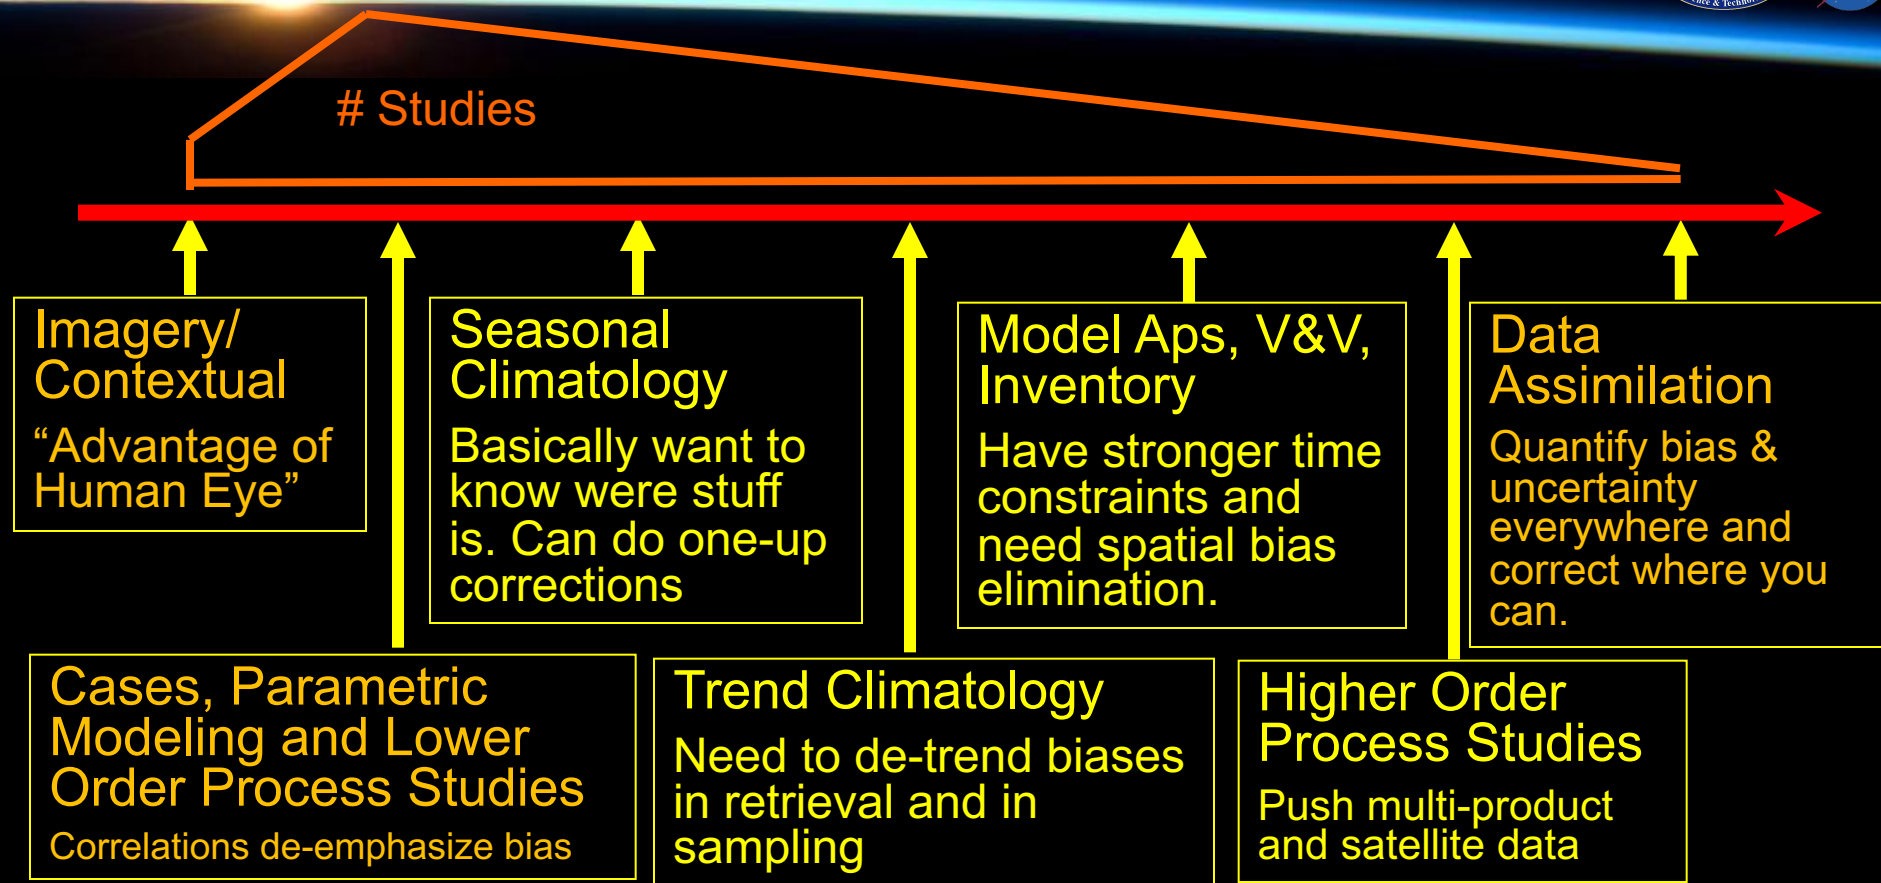 ence & Techno
# Studies
Imagery/
Contextual
“Advantage of
Human Eye”
Seasonal
Climatology
Basically want to
know were stuff
is. Can do one-up
corrections
Model Aps, V&V,
Inventory
Have stronger time
constraints and
need spatial bias
elimination.
Data
Assimilation
Quantify bias &
uncertainty
everywhere and
correct where you
can.
Cases, Parametric
Modeling and Lower
Order Process Studies
Correlations de-emphasize bias
Trend Climatology
Need to de-trend biases
in retrieval and in
sampling
Higher Order
Process Studies
Push multi-product
and satellite data